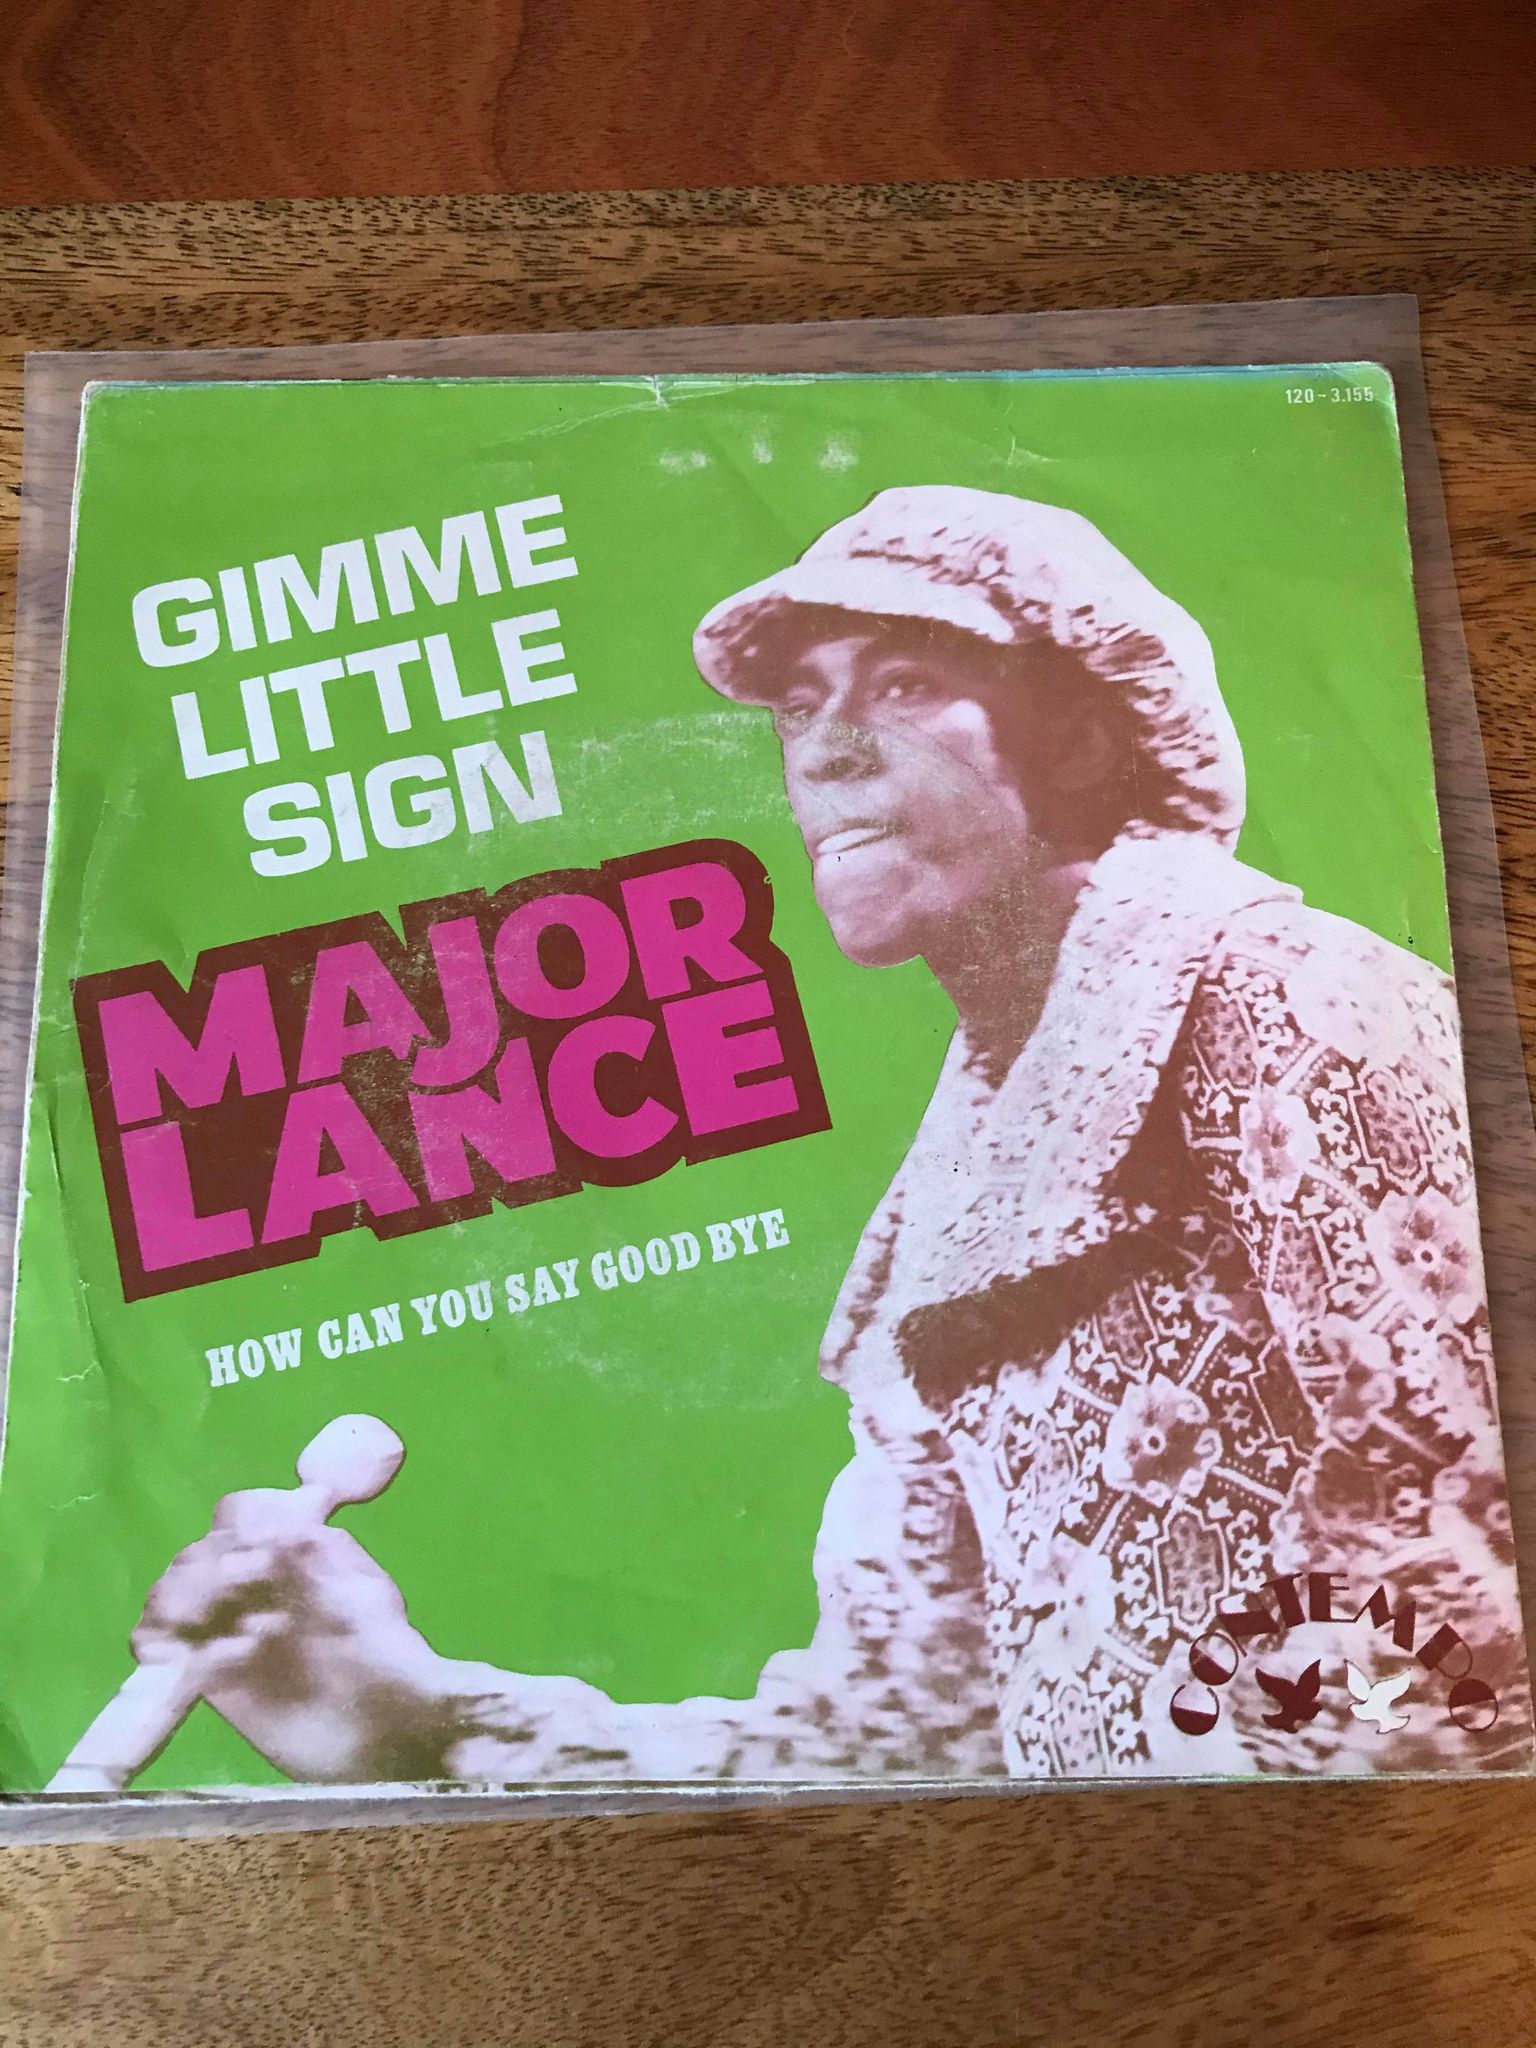 120-3.155
GIMME
LITTLE
SIGN
MAJOR
LANCE
HOW CAN YOU SAY GOOD BYE
CONTEMPO